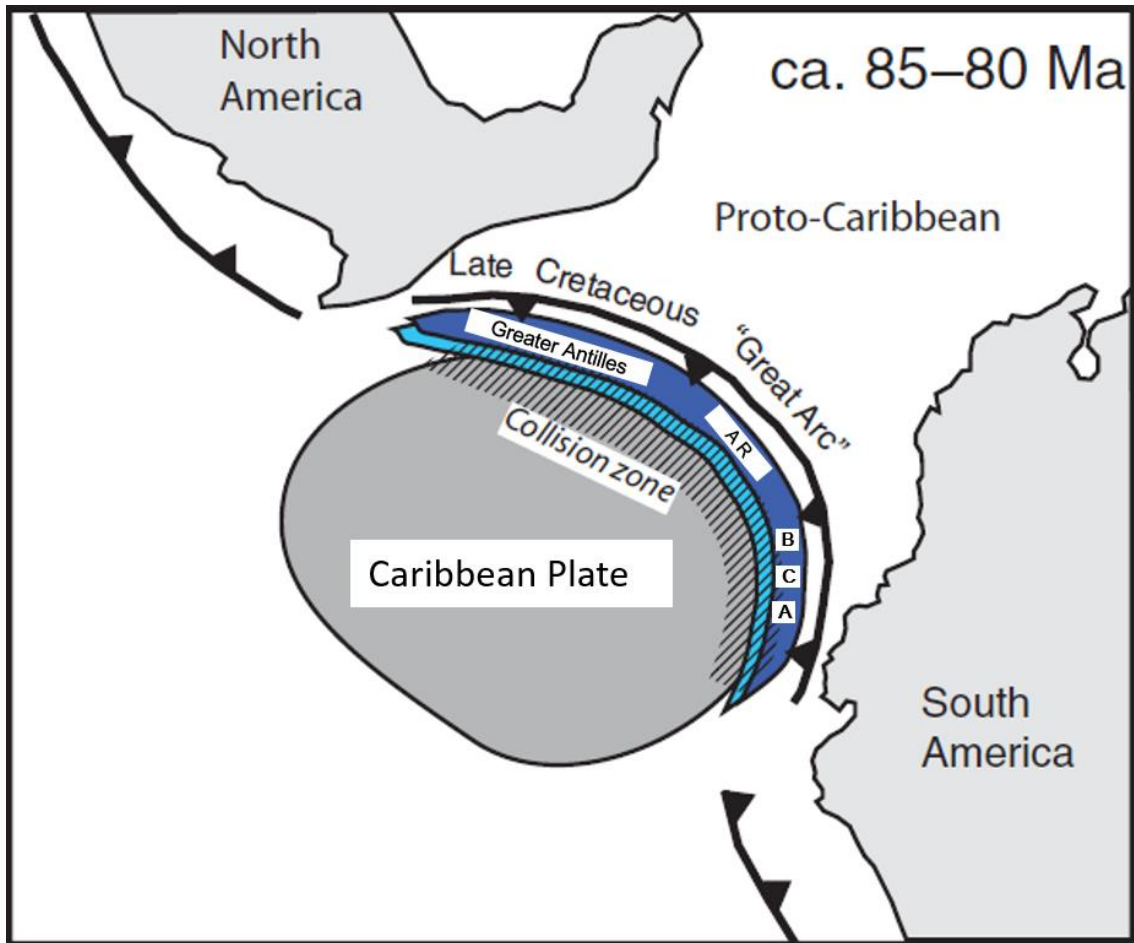 North
America
ca. 85–80 Ma
Proto-Caribbean
Late Cretaceous "Great Arc"
Greater Antilles
A R
Collision zone
B
C
A
Caribbean Plate
South
America